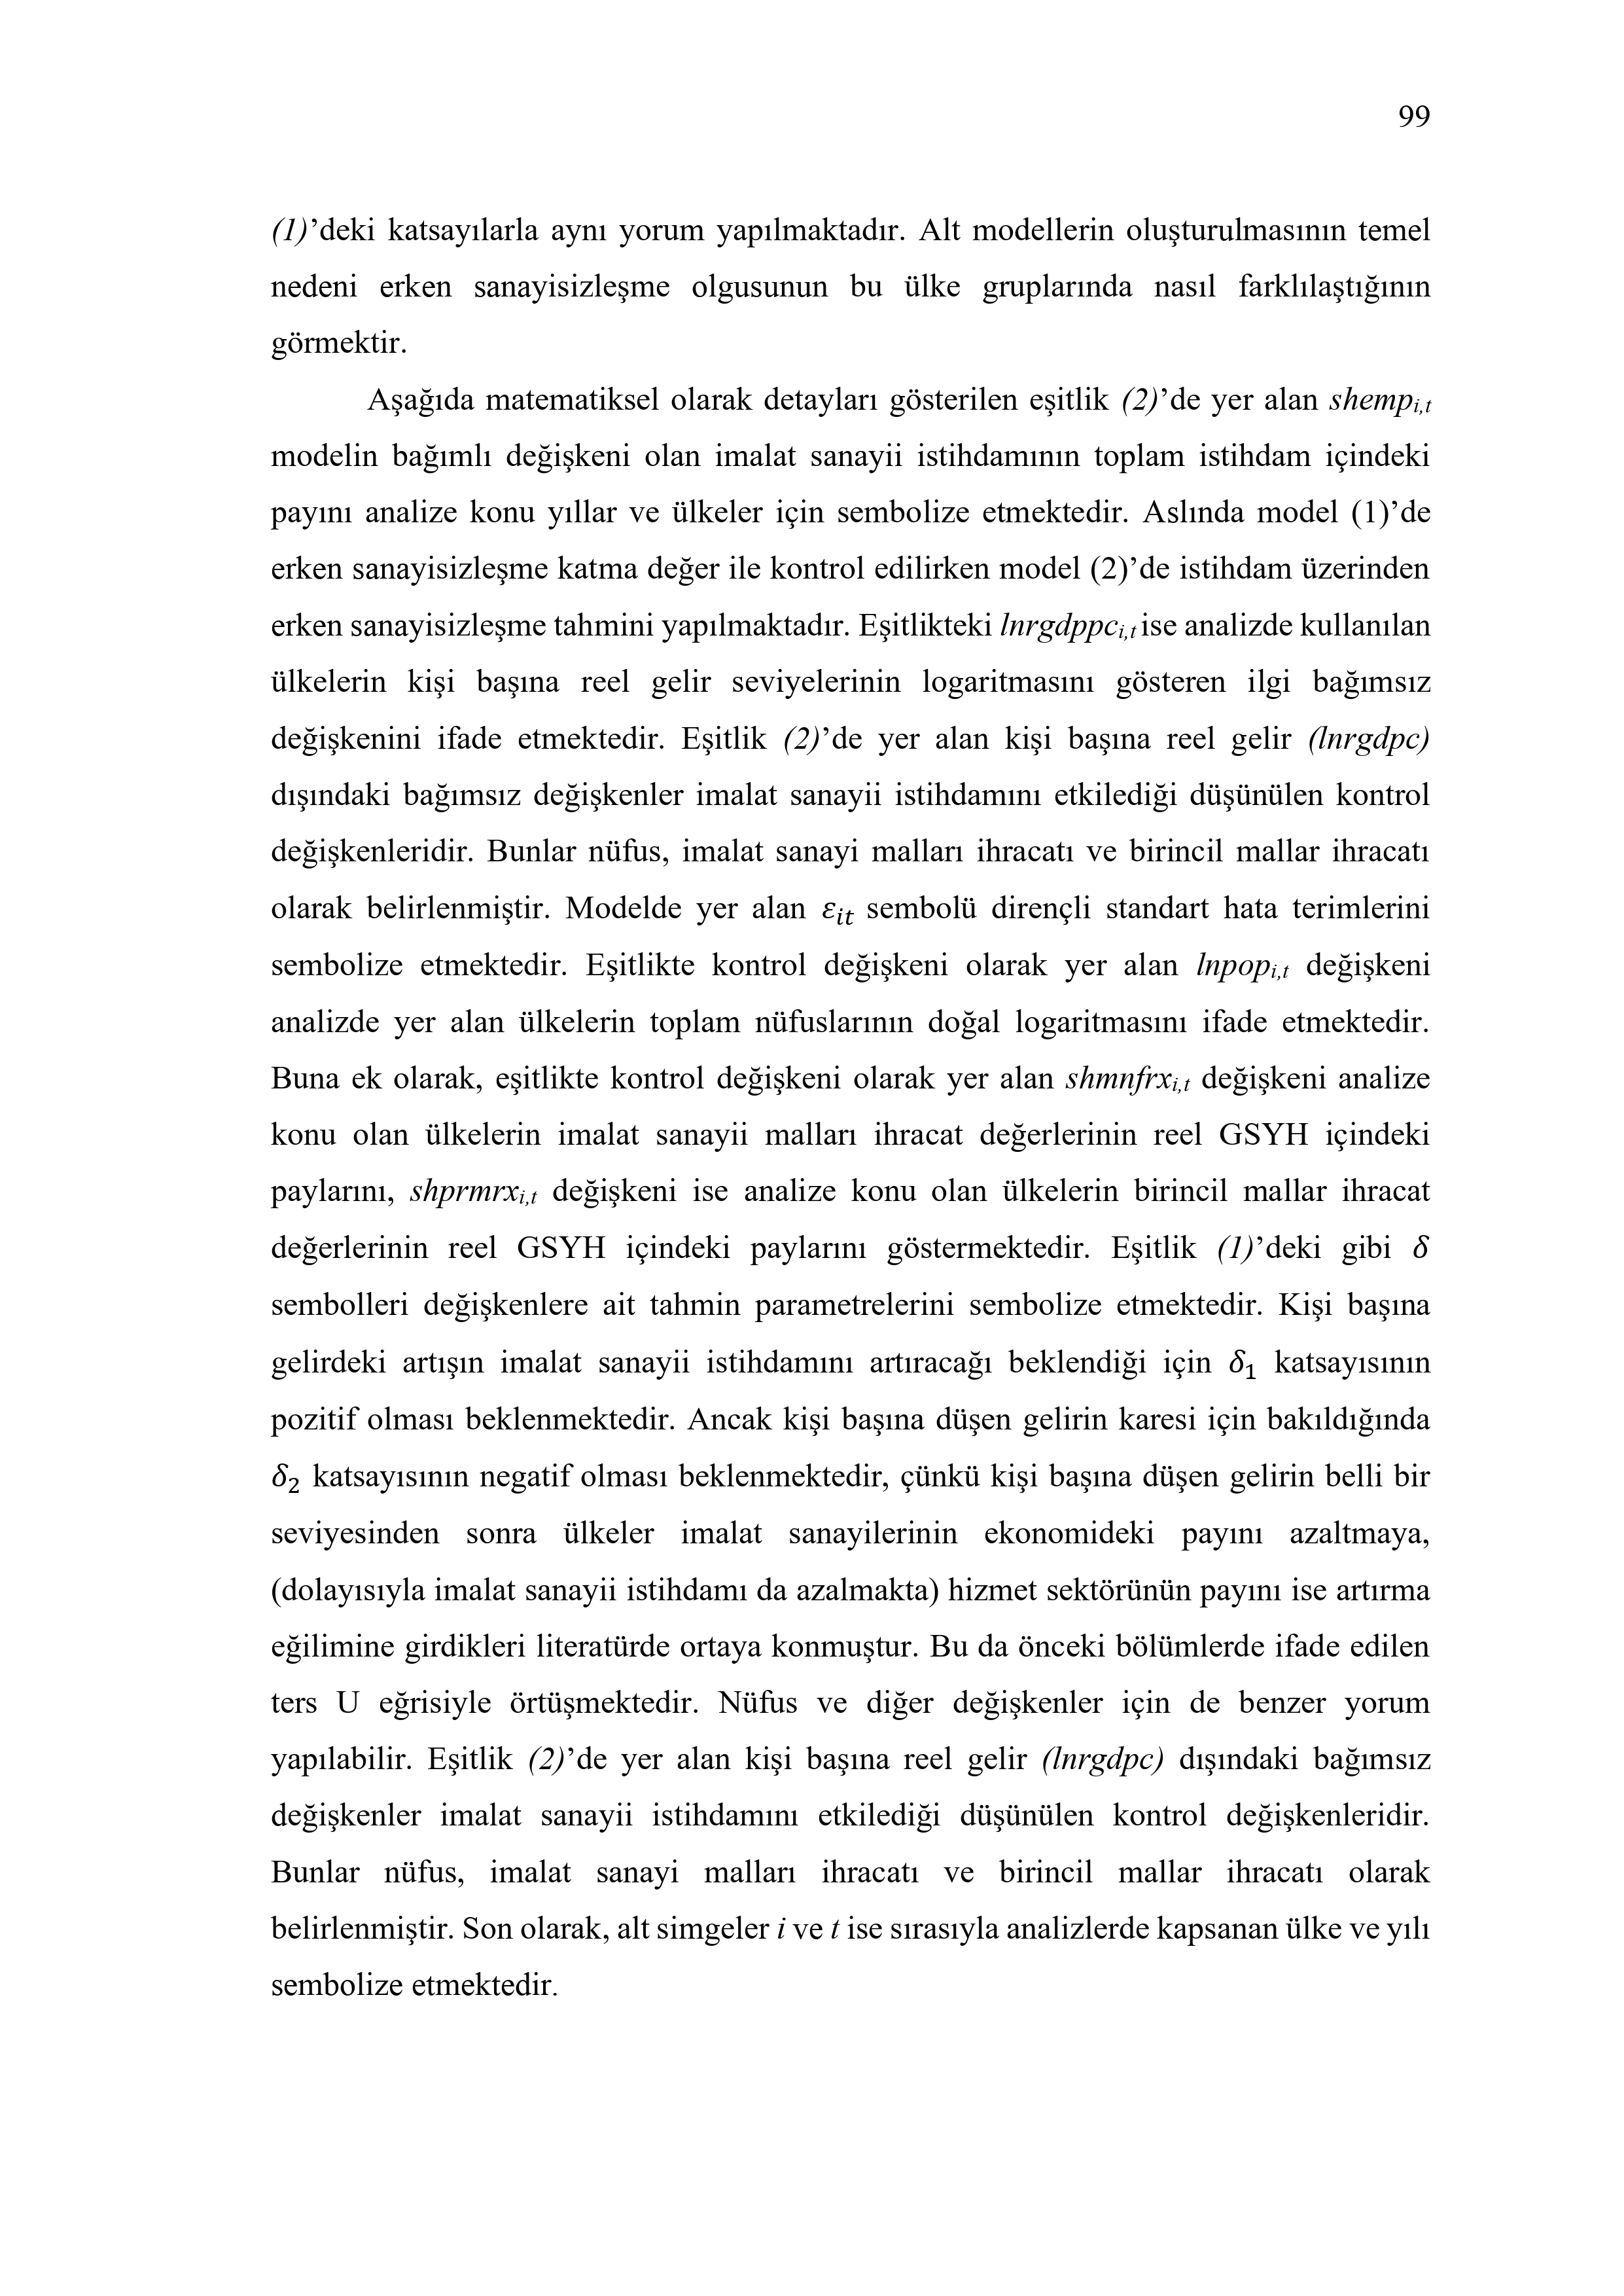 99
(1)’deki katsayılarla aynı yorum yapılmaktadır. Alt modellerin oluşturulmasının temel
nedeni erken sanayisizleşme olgusunun bu ülke gruplarında nasıl farklılaştığının
görmektir.
Aşağıda matematiksel olarak detayları gösterilen eşitlik (2)’de yer alan shempi,t
modelin bağımlı değişkeni olan imalat sanayii istihdamının toplam istihdam içindeki
payını analize konu yıllar ve ülkeler için sembolize etmektedir. Aslında model (1)’de
erken sanayisizleşme katma değer ile kontrol edilirken model (2)’de istihdam üzerinden
erken sanayisizleşme tahmini yapılmaktadır. Eşitlikteki lnrgdppci,t ise analizde kullanılan
ülkelerin kişi başına reel gelir seviyelerinin logaritmasını gösteren ilgi bağımsız
değişkenini ifade etmektedir. Eşitlik (2)’de yer alan kişi başına reel gelir (lnrgdpc)
dışındaki bağımsız değişkenler imalat sanayii istihdamını etkilediği düşünülen kontrol
değişkenleridir. Bunlar nüfus, imalat sanayi malları ihracatı ve birincil mallar ihracatı
olarak belirlenmiştir. Modelde yer alan εit sembolü dirençli standart hata terimlerini
sembolize etmektedir. Eşitlikte kontrol değişkeni olarak yer alan lnpopi,t değişkeni
analizde yer alan ülkelerin toplam nüfuslarının doğal logaritmasını ifade etmektedir.
Buna ek olarak, eşitlikte kontrol değişkeni olarak yer alan shmnfrxi,t değişkeni analize
konu olan ülkelerin imalat sanayii malları ihracat değerlerinin reel GSYH içindeki
paylarını, shprmrxi,t değişkeni ise analize konu olan ülkelerin birincil mallar ihracat
değerlerinin reel GSYH içindeki paylarını göstermektedir. Eşitlik (1)’deki gibi δ
sembolleri değişkenlere ait tahmin parametrelerini sembolize etmektedir. Kişi başına
gelirdeki artışın imalat sanayii istihdamını artıracağı beklendiği için δ1 katsayısının
pozitif olması beklenmektedir. Ancak kişi başına düşen gelirin karesi için bakıldığında
δ2 katsayısının negatif olması beklenmektedir, çünkü kişi başına düşen gelirin belli bir
seviyesinden sonra ülkeler imalat sanayilerinin ekonomideki payını azaltmaya,
(dolayısıyla imalat sanayii istihdamı da azalmakta) hizmet sektörünün payını ise artırma
eğilimine girdikleri literatürde ortaya konmuştur. Bu da önceki bölümlerde ifade edilen
ters U eğrisiyle örtüşmektedir. Nüfus ve diğer değişkenler için de benzer yorum
yapılabilir. Eşitlik (2)’de yer alan kişi başına reel gelir (lnrgdpc) dışındaki bağımsız
değişkenler imalat sanayii istihdamını etkilediği düşünülen kontrol değişkenleridir.
Bunlar nüfus, imalat sanayi malları ihracatı ve birincil mallar ihracatı olarak
belirlenmiştir. Son olarak, alt simgeler i ve t ise sırasıyla analizlerde kapsanan ülke ve yılı
sembolize etmektedir.